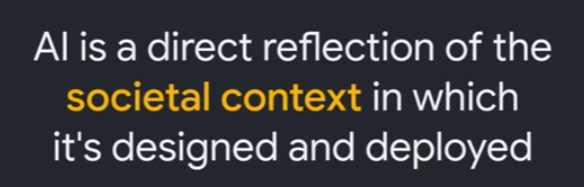 AI is a direct reflection of the
societal context in which
it's designed and deployed